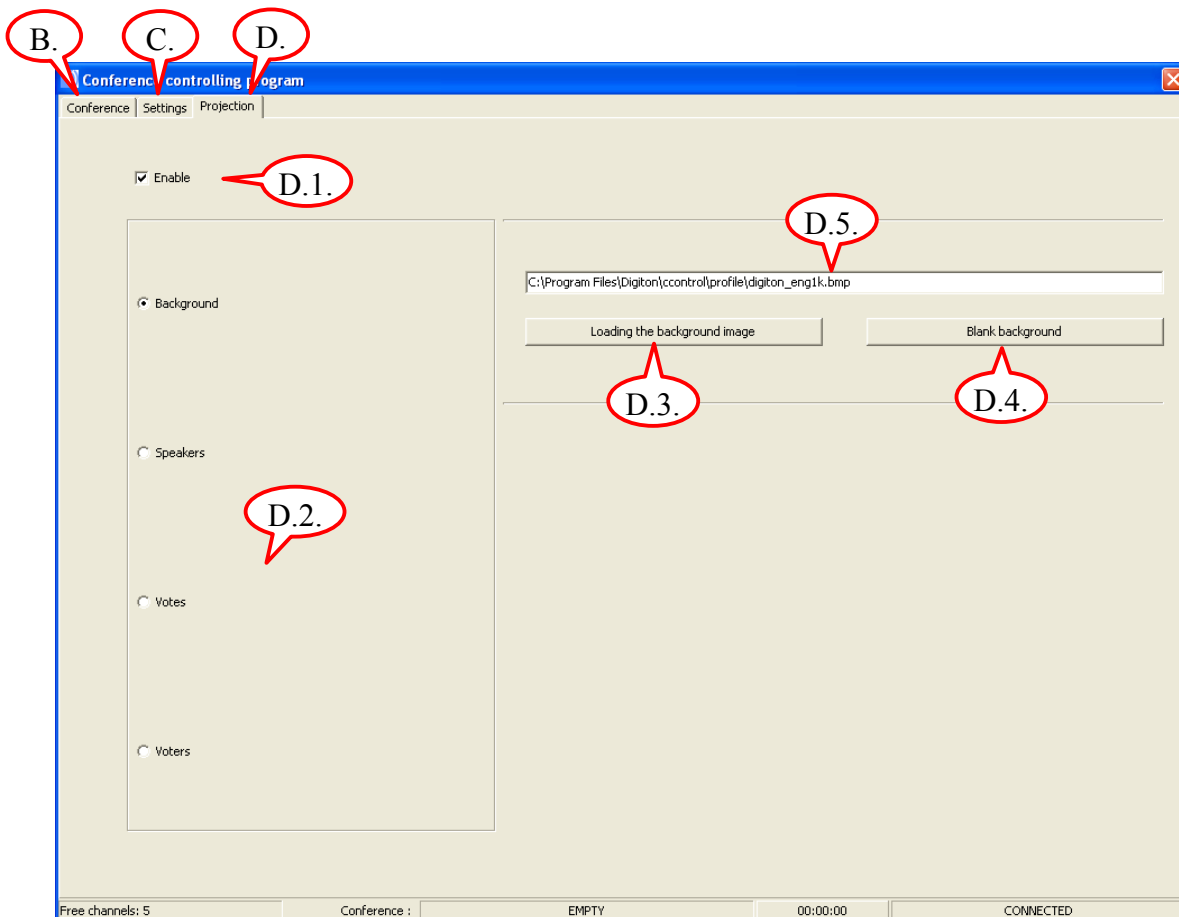 B.
C.
D.
Conference controlling program
Conference Settings Projection
Enable
D.1.
D.5.
C:\Program Files\Digiton\ccontrol\profile\digiton_eng1k.bmp
Background
Loading the background image
Blank background
D.3.
D.4.
Speakers
D.2.
Votes
Voters
Free channels: 5
Conference :
EMPTY
00:00:00
CONNECTED